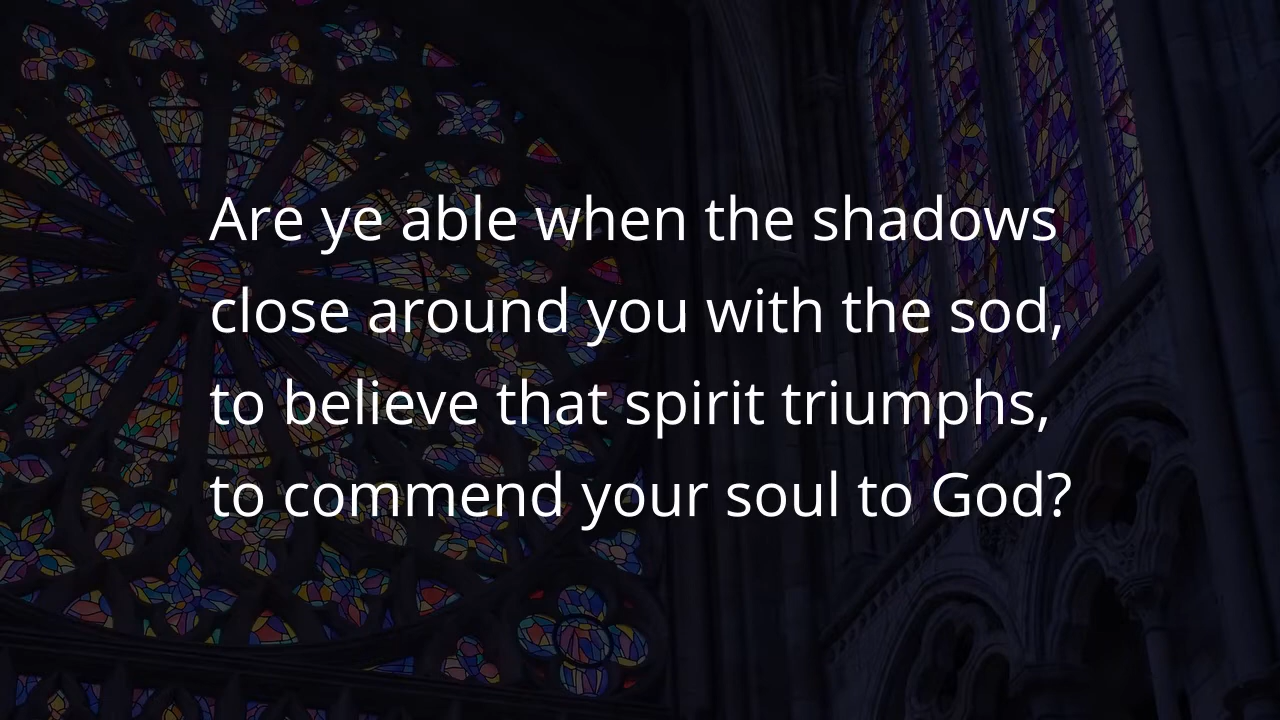 Are ye able when the shadows
close around you with the sod,
to believe that spirit triumphs,
to commend your soul to God?